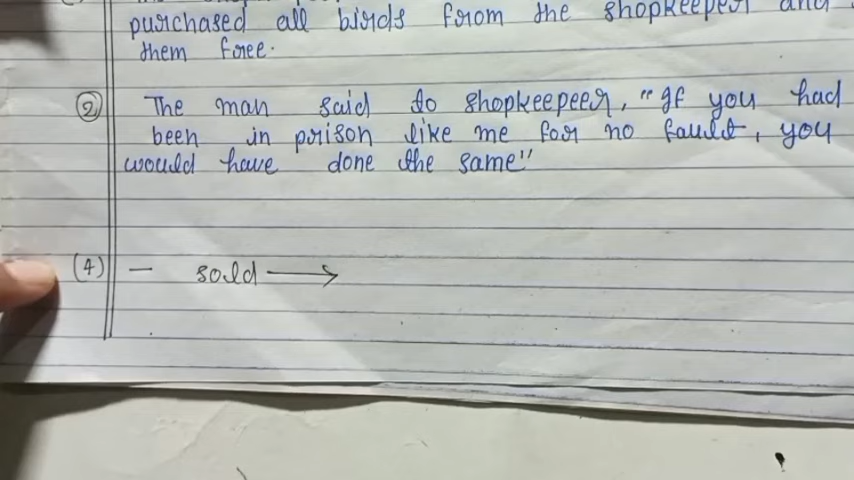 purchased all birds from the shopkeeper and
them free.
(2) The man said to shopkeepeer, "If you had
been in prison like me for no fault, you
would have done the same"
(4) — sold →